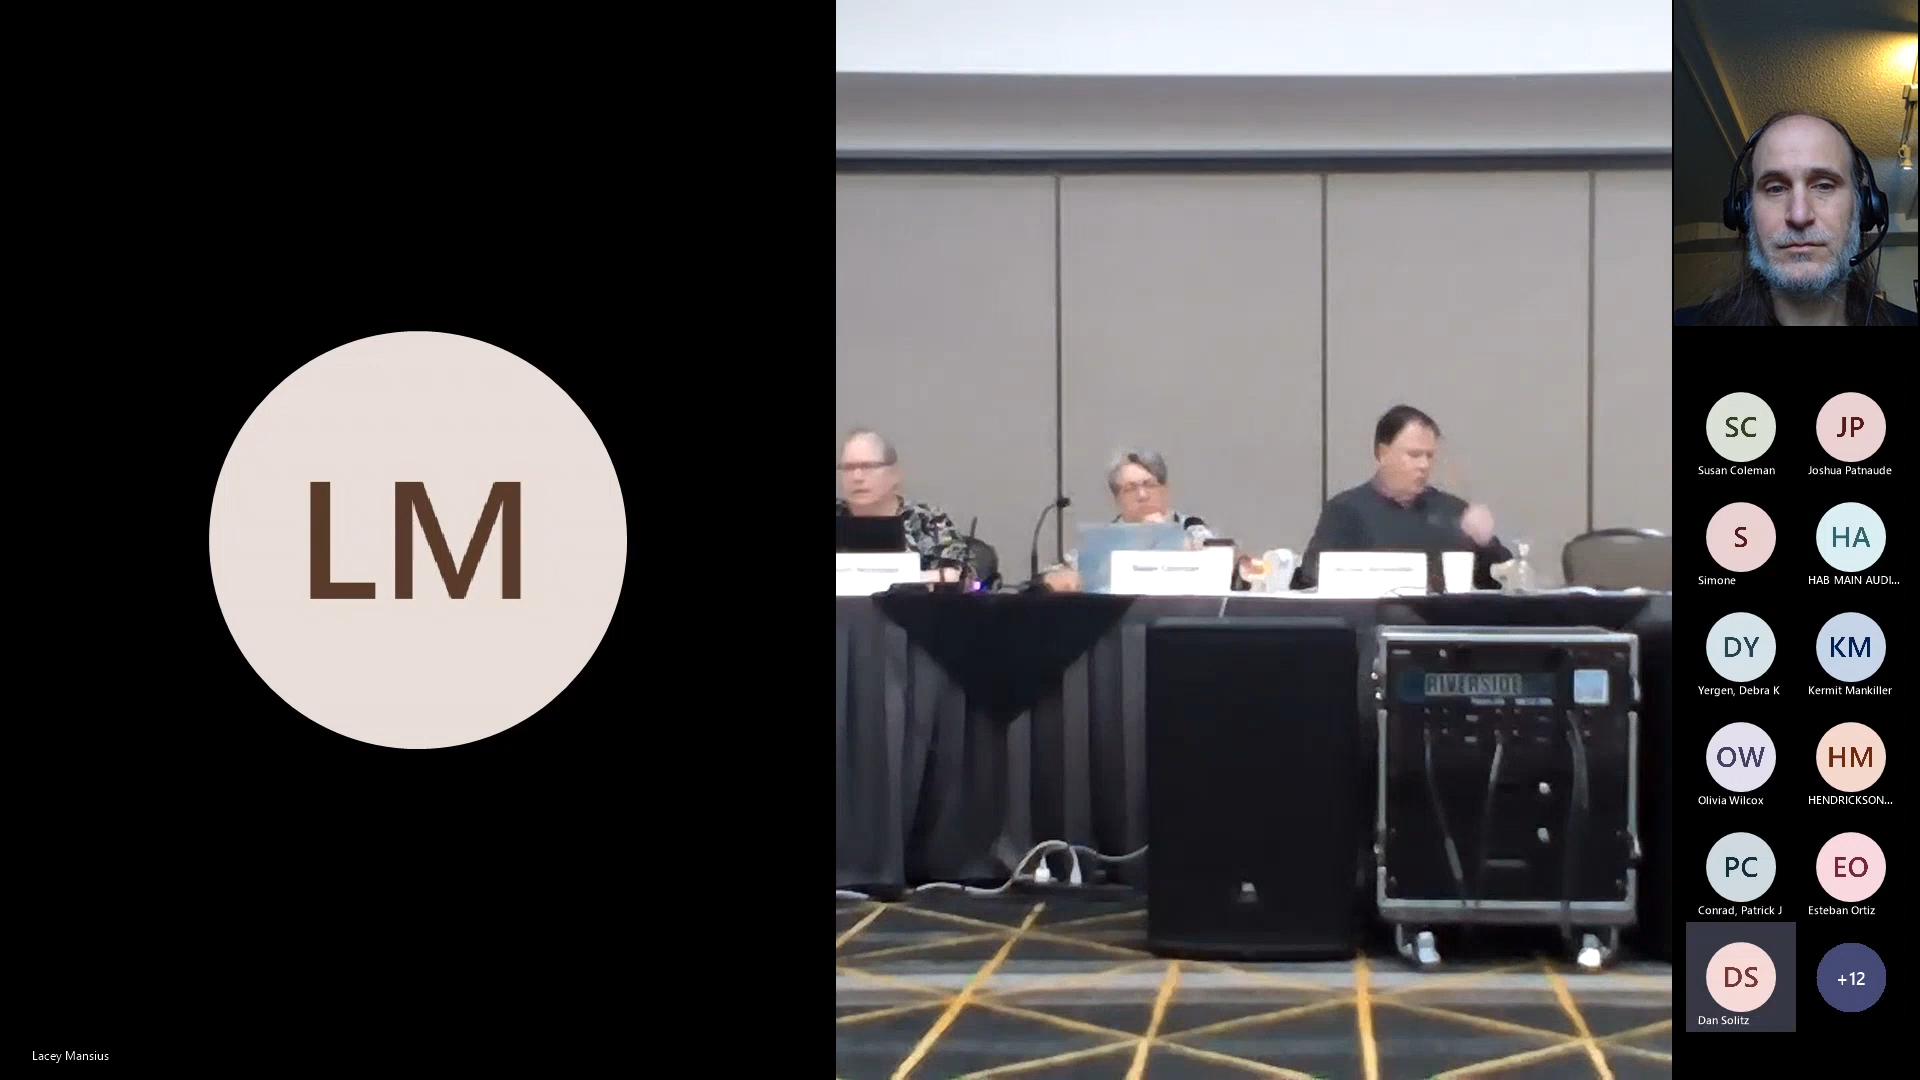 LM
Lacey Mansius
RIVERSIDE
SC
JP
Susan Coleman
Joshua Patnaude
S
HA
Simone
HAB MAIN AUDI...
DY
KM
Yergen, Debra K
Kermit Mankiller
OW
HM
Olivia Wilcox
HENDRICKSON...
PC
EO
Conrad, Patrick J
Esteban Ortiz
DS
+12
Dan Solitz